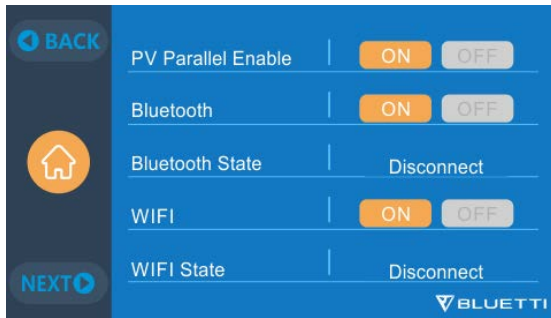 BACK
PV Parallel Enable ON OFF
Bluetooth ON OFF
Bluetooth State Disconnect
WIFI ON OFF
WIFI State Disconnect
NEXT
BLUETTI